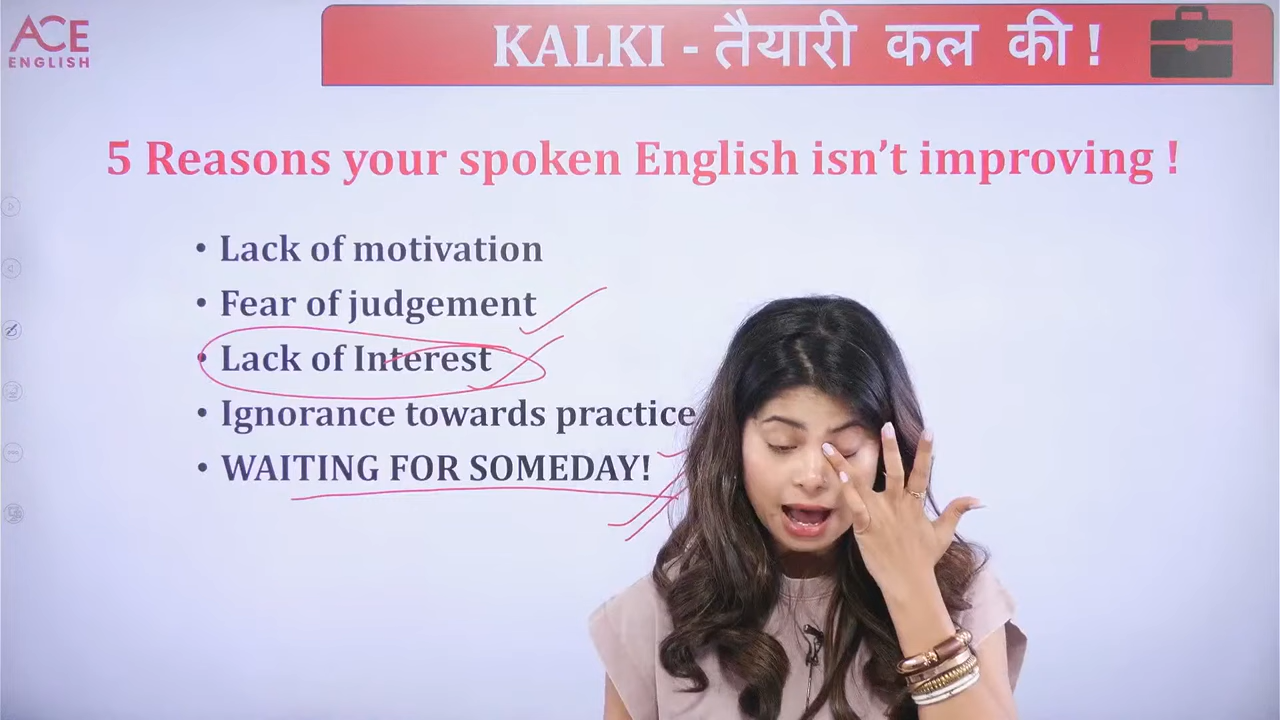 ACE
ENGLISH
KALKI - तैयारी कल की !
5 Reasons your spoken English isn’t improving !
• Lack of motivation
• Fear of judgement
• Lack of Interest
• Ignorance towards practice
• WAITING FOR SOMEDAY!